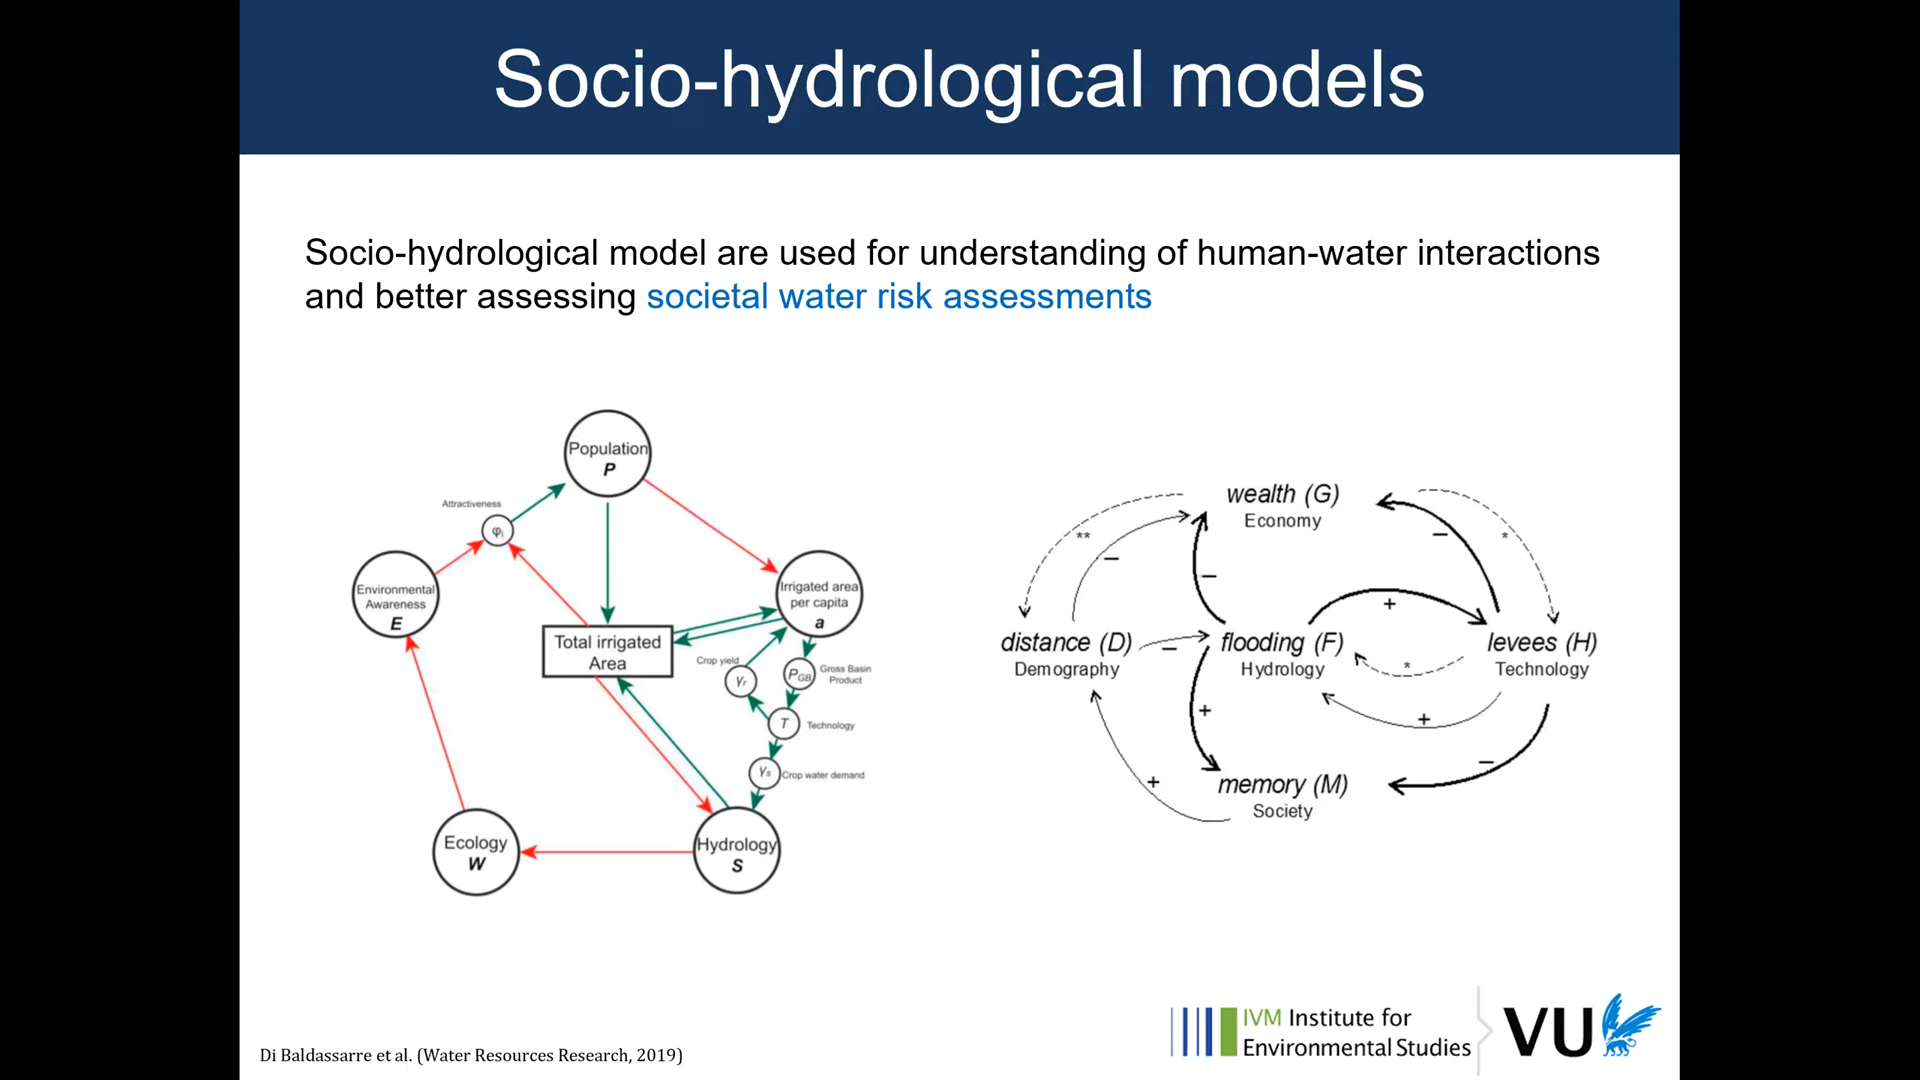 Socio-hydrological models
Socio-hydrological model are used for understanding of human-water interactions
and better assessing societal water risk assessments
Population
P
Attractiveness
φi
Environmental
Awareness
E
Irrigated area
per capita
a
Total irrigated
Area
Crop yield
γr
PGB
Gross Basin
Product
T
Technology
γs
Crop water demand
Ecology
W
Hydrology
S
wealth (G)
Economy
**
–
–
–
*
+
distance (D)
Demography
–
flooding (F)
Hydrology
*
levees (H)
Technology
+
+
+
–
memory (M)
Society
Di Baldassarre et al. (Water Resources Research, 2019)
IVM Institute for
Environmental Studies
VU